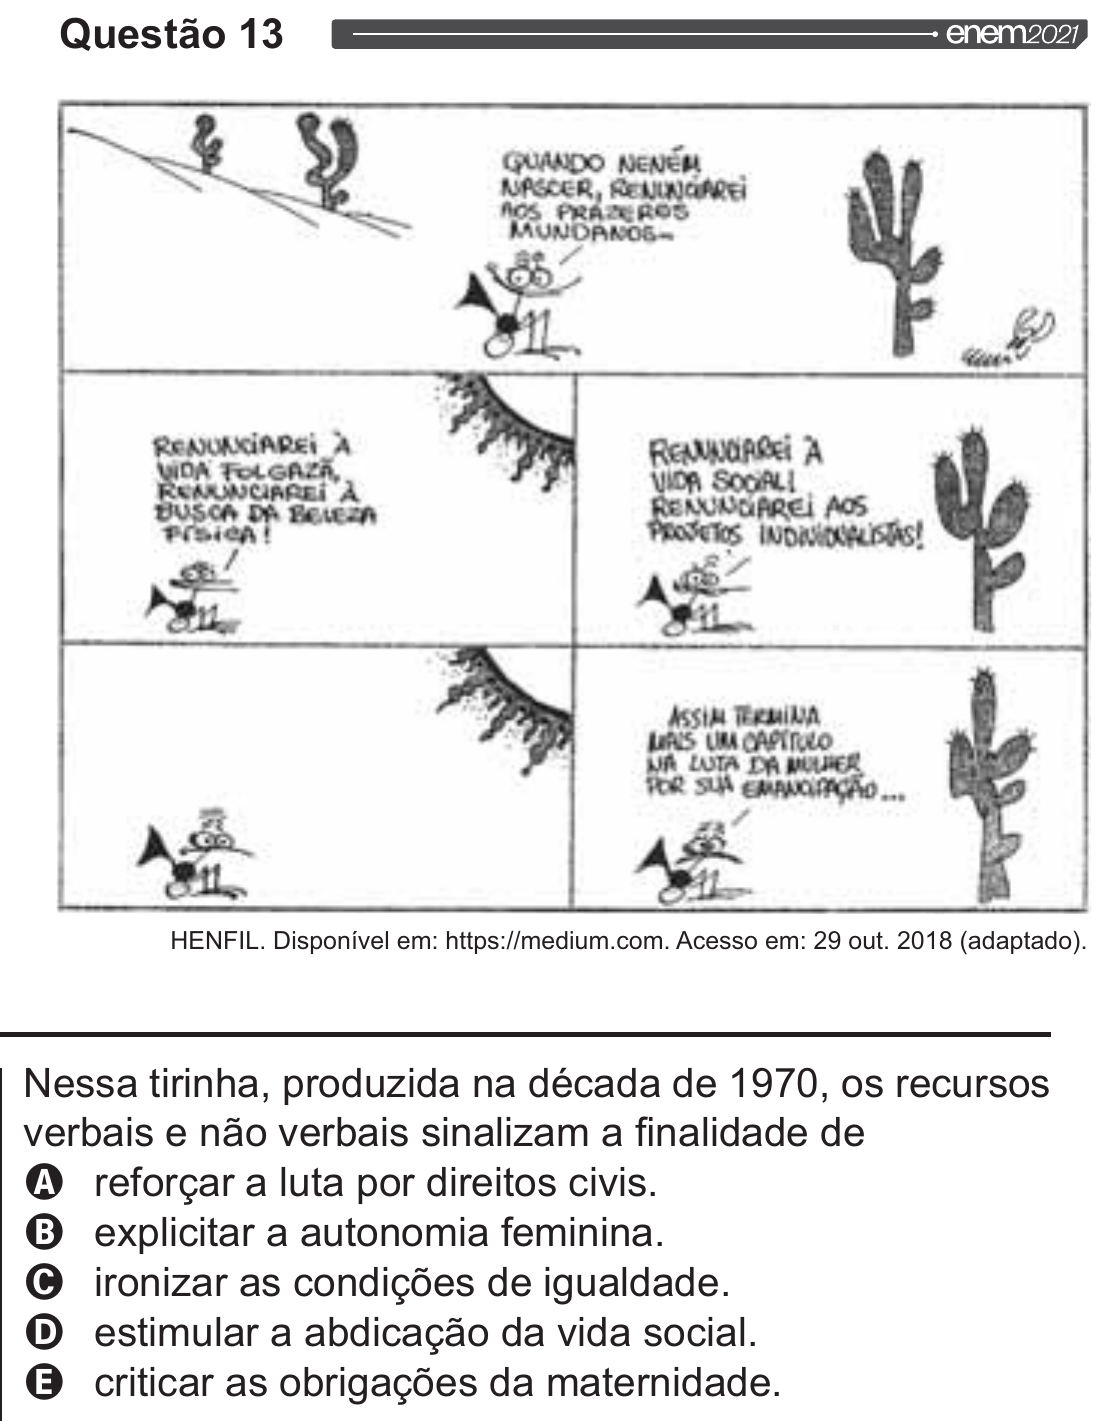 Questão 13
enem2021
QUANDO NENÉM
NASCER, RENUNCIAREI
AOS PRAZEROS
MUNDANOS...
RENUNCIAREI À
VIDA FOLGAZÃ,
RENUNCIAREI À
BUSCA DA BELEZA
FÍSICA!
RENUNCIAREI À
VIDA SOCIAL!
RENUNCIAREI AOS
PROJETOS INDIVIDUALISTAS!
ASSIM TERMINA
MAIS UM CAPÍTULO
NA LUTA DA MULHER
POR SUA EMANCIPAÇÃO...
HENFIL. Disponível em: https://medium.com. Acesso em: 29 out. 2018 (adaptado).
Nessa tirinha, produzida na década de 1970, os recursos
verbais e não verbais sinalizam a finalidade de
A reforçar a luta por direitos civis.
B explicitar a autonomia feminina.
C ironizar as condições de igualdade.
D estimular a abdicação da vida social.
E criticar as obrigações da maternidade.